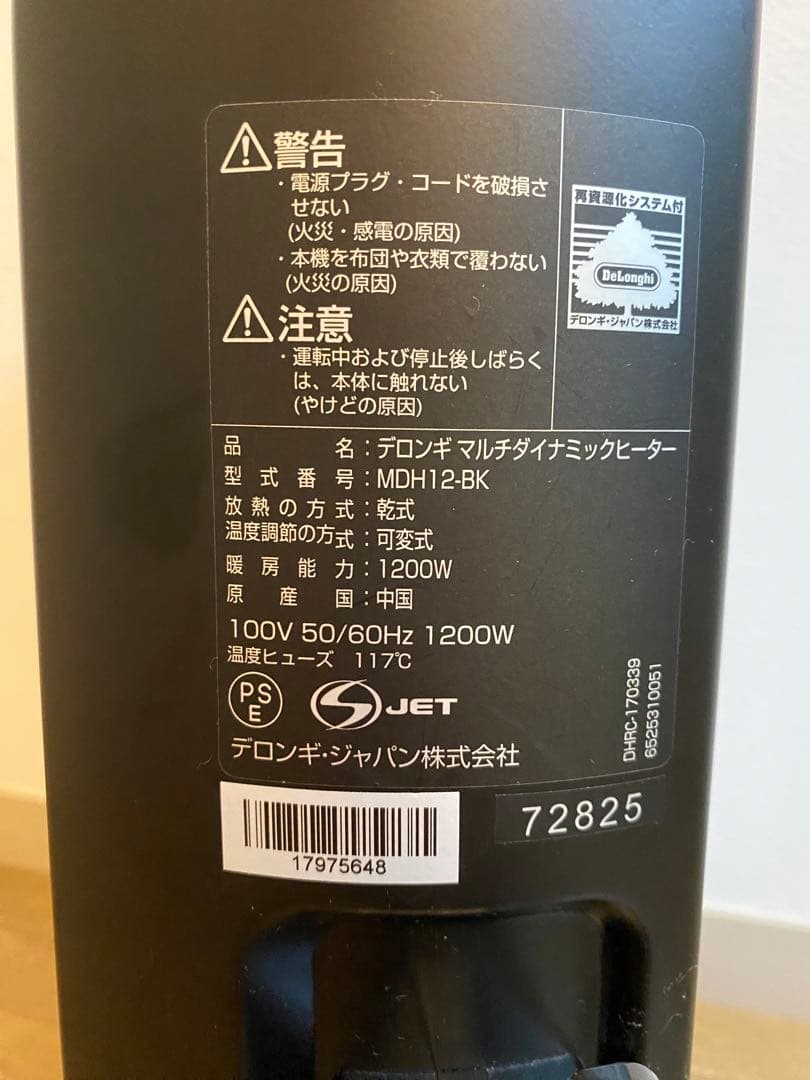 警告
・電源プラグ・コードを破損さ
せない
(火災・感電の原因)
・本機を布団や衣類で覆わない
(火災の原因)
注意
・運転中および停止後しばらく
は、本体に触れない
(やけどの原因)
再資源化システム付
DeLonghi
デロンギ・ジャパン株式会社
品名：デロンギ マルチダイナミックヒーター
型式番号：MDH12-BK
放熱の方式：乾式
温度調節の方式：可変式
暖房能力：1200W
原産国：中国
100V 50/60Hz 1200W
温度ヒューズ 117℃
PS
E
JET
デロンギ・ジャパン株式会社
DHRC-170339
6525310051
17975648
72825